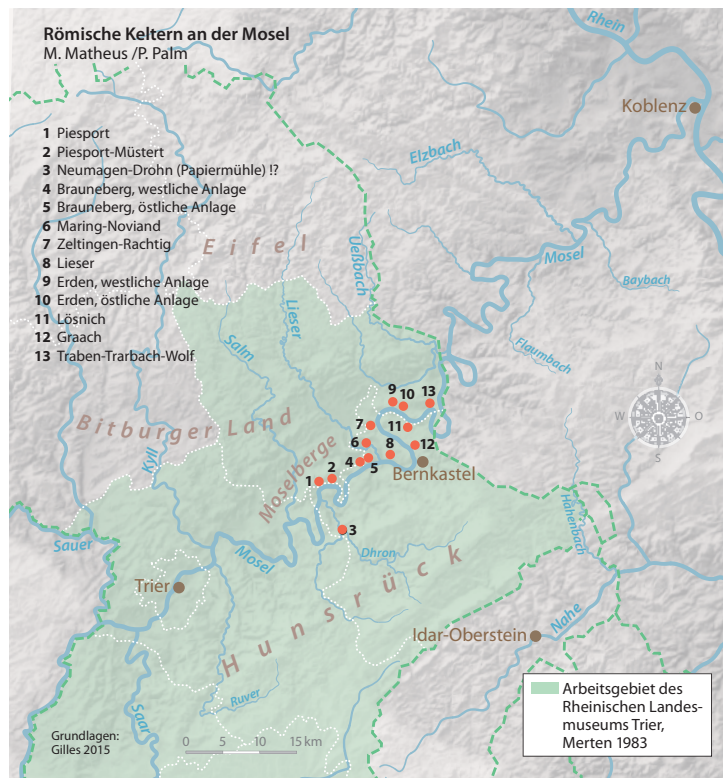 Römische Keltern an der Mosel
M. Matheus /P. Palm
1 Piesport
2 Piesport-Müstert
3 Neumagen-Drohn (Papiermühle) !?
4 Brauneberg, westliche Anlage
5 Brauneberg, östliche Anlage
6 Maring-Noviand
7 Zeltingen-Rachtig
8 Lieser
9 Erden, westliche Anlage
10 Erden, östliche Anlage
11 Lösnich
12 Graach
13 Traben-Trarbach-Wolf
Rhein
Koblenz
Elzbach
Eifel
Ueßbach
Mosel
Baybach
Lieser
Salm
Flaumbach
N
W
O
S
9
10
13
Bitburger Land
7
11
6
12
8
Kyll
Moselberge
4
5
Bernkastel
1
2
Hahenbach
3
Sauer
Mosel
Dhron
Trier
Hunsrück
Nahe
Idar-Oberstein
Ruver
Saar
Arbeitsgebiet des
Rheinischen Landes-
museums Trier,
Merten 1983
Grundlagen:
Gilles 2015
0 5 10 15 km